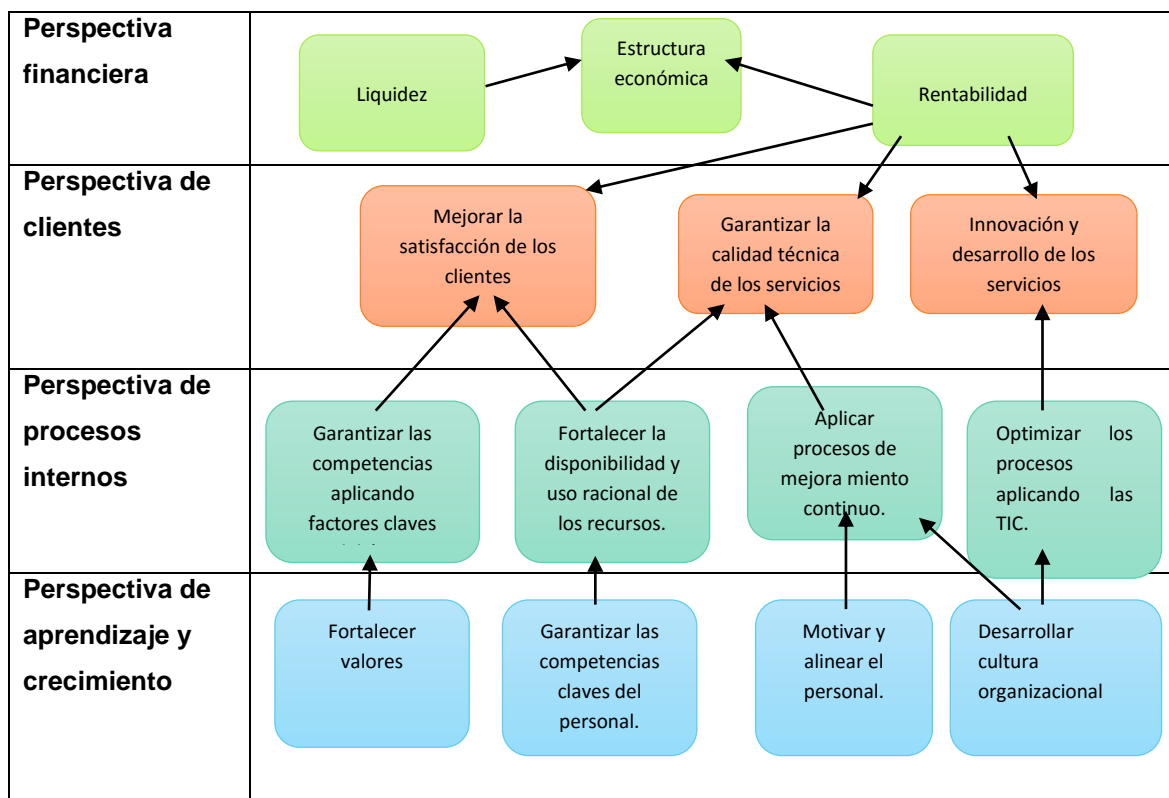 Perspectiva
financiera
Liquidez
Estructura
económica
Rentabilidad
Perspectiva de
clientes
Mejorar la
satisfacción de los
clientes
Garantizar la
calidad técnica
de los servicios
Innovación y
desarrollo de los
servicios
Perspectiva de
procesos
internos
Garantizar las
competencias
aplicando
factores claves
Fortalecer la
disponibilidad y
uso racional de
los recursos.
Aplicar
procesos de
mejora miento
continuo.
Optimizar los
procesos
aplicando las
TIC.
Perspectiva de
aprendizaje y
crecimiento
Fortalecer
valores
Garantizar las
competencias
claves del
personal.
Motivar y
alinear el
personal.
Desarrollar
cultura
organizacional